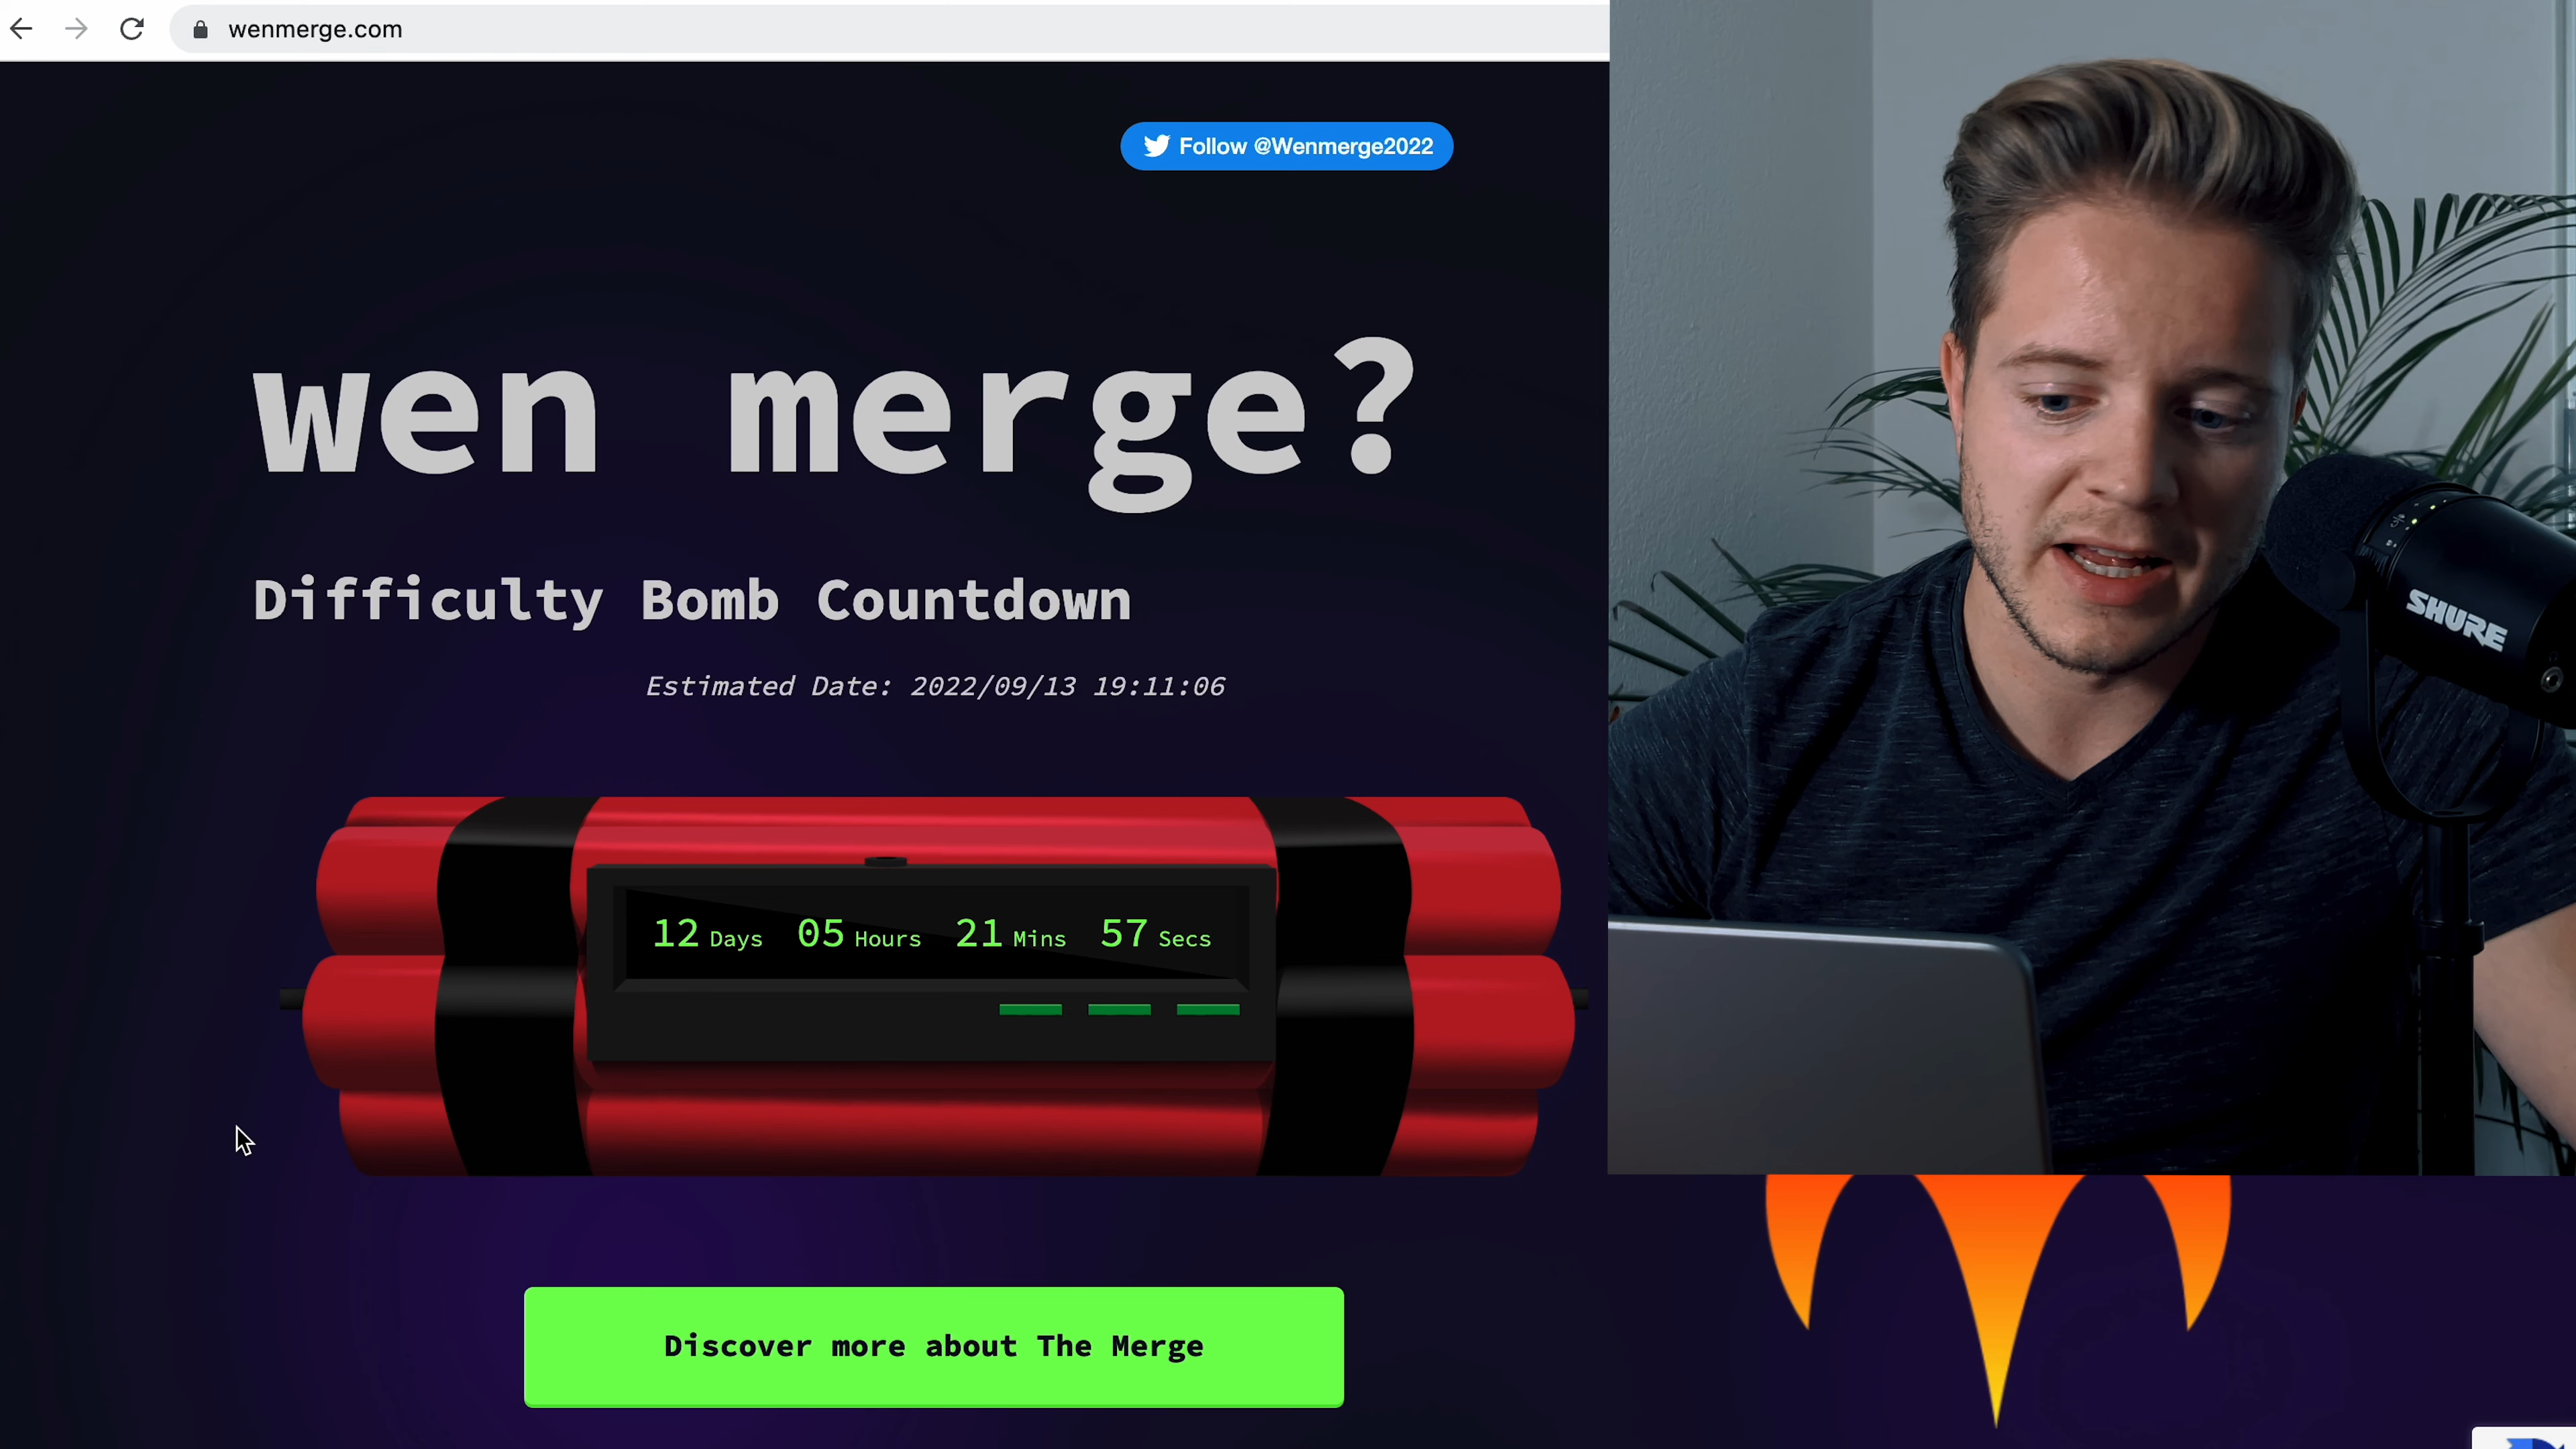 wenmerge.com
Follow @Wenmerge2022
wen merge?
Difficulty Bomb Countdown
Estimated Date: 2022/09/13 19:11:06
12 Days 05 Hours 21 Mins 57 Secs
Discover more about The Merge
SHURE